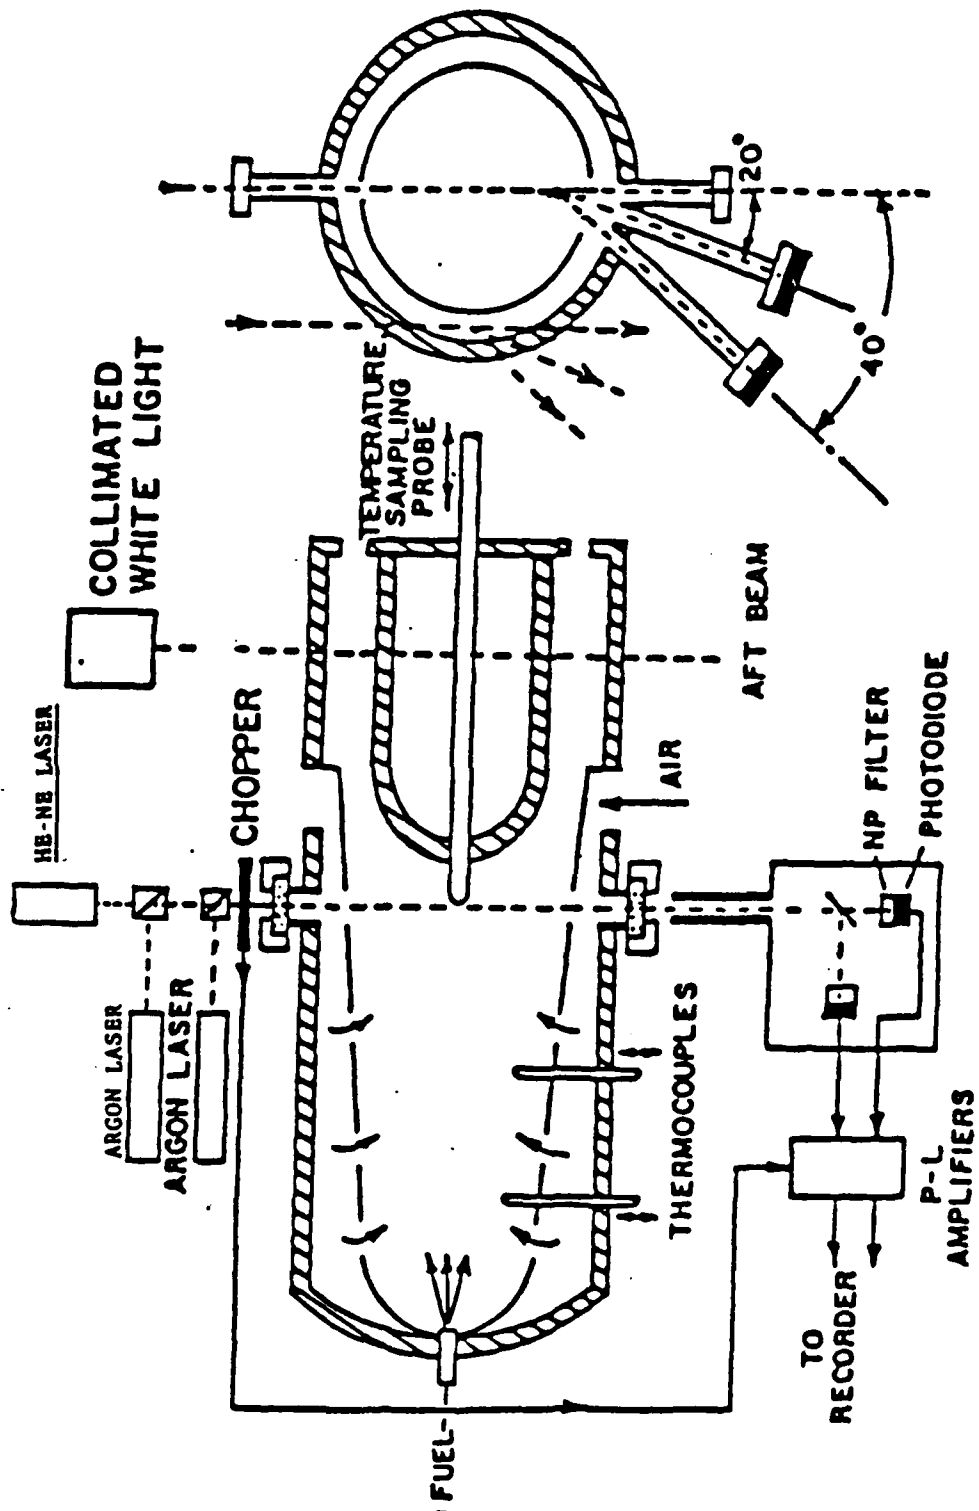 HE-NE LASER
ARGON LASER
ARGON LASER
CHOPPER
COLLIMATED
WHITE LIGHT
TEMPERATURE
SAMPLING
PROBE
20°
40°
AFT BEAM
AIR
NP FILTER
PHOTODIODE
THERMOCOUPLES
P-L
AMPLIFIERS
TO
RECORDER
FUEL